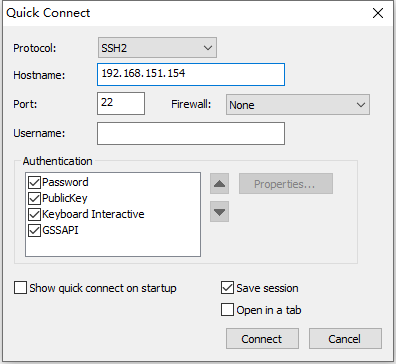 Quick Connect
Protocol: SSH2
Hostname: 192.168.151.154
Port: 22 Firewall: None
Username:
Authentication
Password
PublicKey
Keyboard Interactive
GSSAPI
Properties...
Show quick connect on startup
Save session
Open in a tab
Connect Cancel